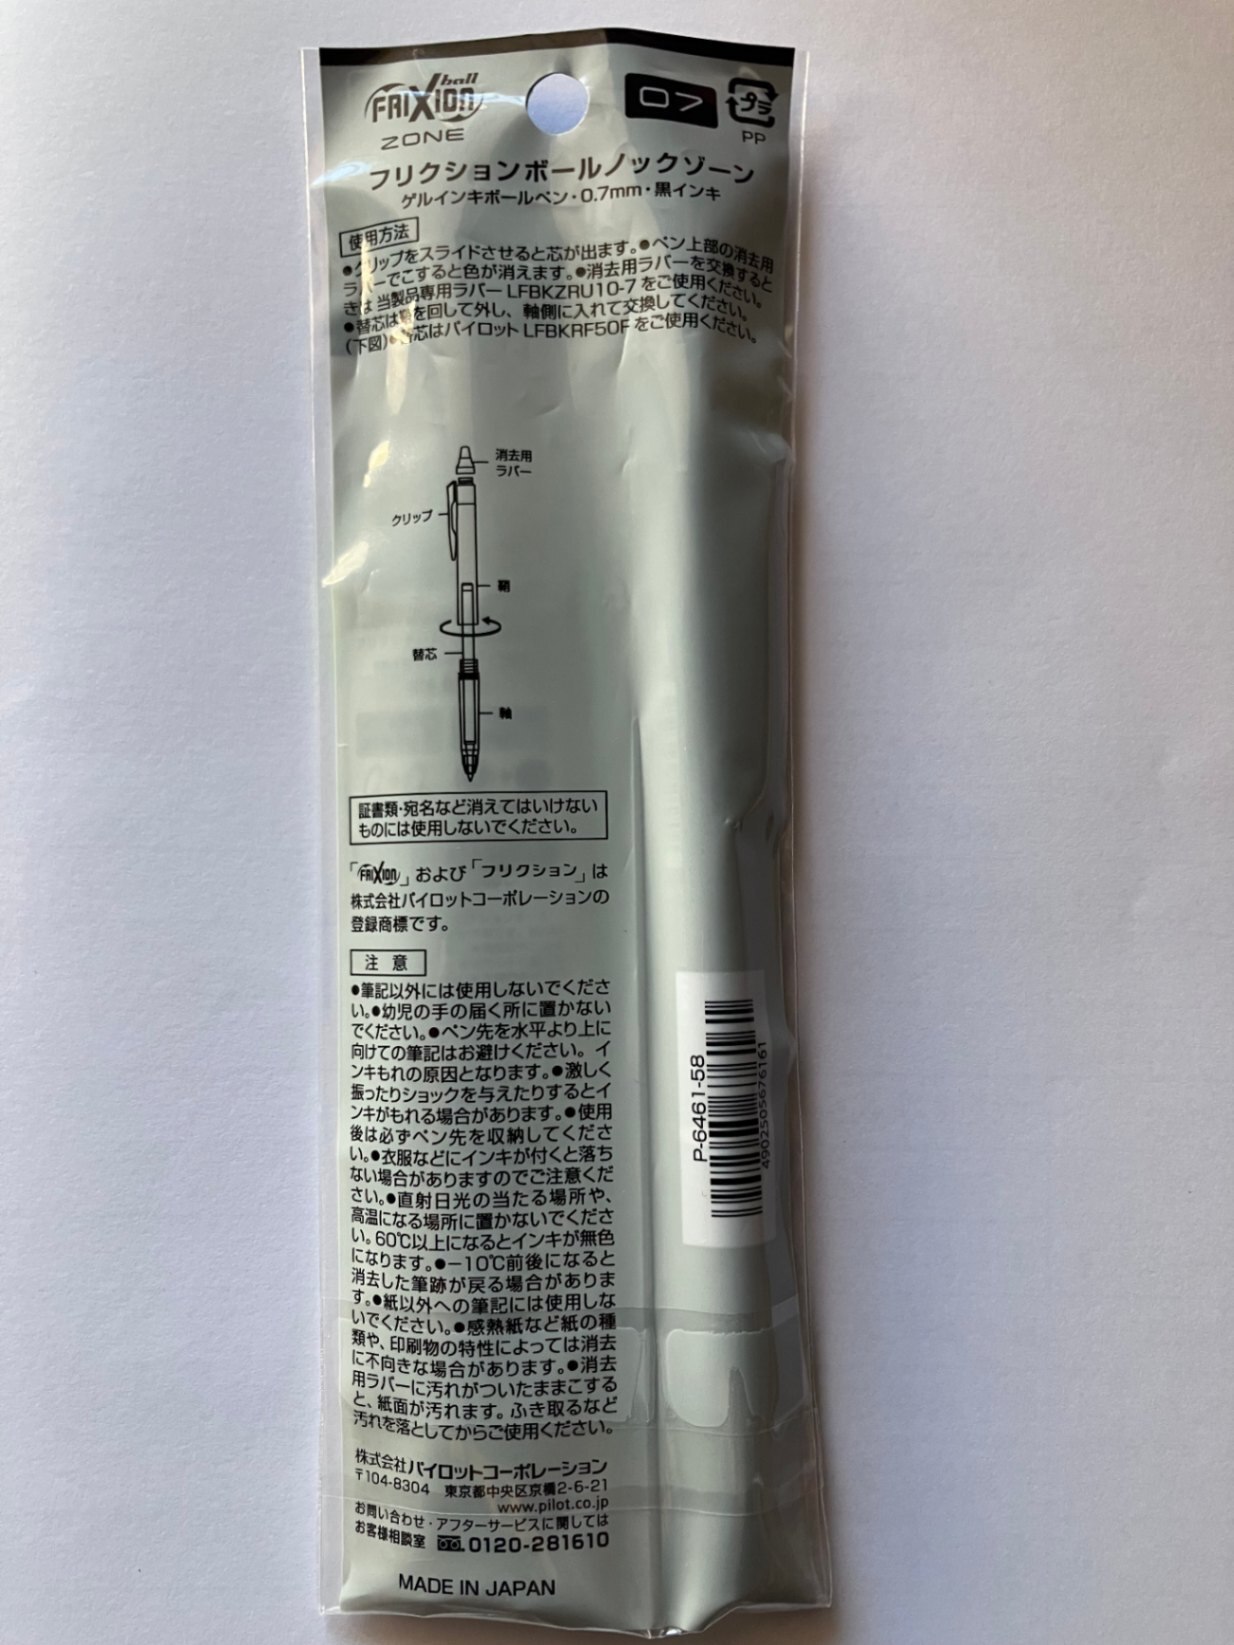 FRIXION ball
ZONE
07
プラ
PP
フリクションボールノックゾーン
ゲルインキボールペン・0.7mm・黒インキ
使用方法
●クリップをスライドさせると芯が出ます。●ペン上部の消去用
ラバーでこすると色が消えます。●消去用ラバーを交換すると
きは 当製品専用ラバー LFBKZRU10-7 をご使用ください。
●替芯は鞘を回して外し、軸側に入れて交換してください。
(下図)●替芯はパイロット LFBKRF50F をご使用ください。
消去用
ラバー
クリップ
鞘
替芯
軸
証書類・宛名など消えてはいけない
ものには使用しないでください。
「FRIXION」および「フリクション」は
株式会社パイロットコーポレーションの
登録商標です。
注 意
●筆記以外には使用しないでくださ
い。●幼児の手の届く所に置かない
でください。●ペン先を水平より上に
向けての筆記はお避けください。イ
ンキもれの原因となります。●激しく
振ったりショックを与えたりするとイ
ンキがもれる場合があります。●使用
後は必ずペン先を収納してくださ
い。●衣服などにインキが付くと落ち
ない場合がありますのでご注意くだ
さい。●直射日光の当たる場所や、
高温になる場所に置かないでくださ
い。60℃以上になるとインキが無色
になります。●−10℃前後になると
消去した筆跡が戻る場合がありま
す。●紙以外への筆記には使用しな
いでください。●感熱紙など紙の種
類や、印刷物の特性によっては消去
に不向きな場合があります。●消去
用ラバーに汚れがついたままこする
と、紙面が汚れます。ふき取るなど
汚れを落としてからご使用ください。
P-6461-58
4902505676161
株式会社パイロットコーポレーション
〒104-8304 東京都中央区京橋2-6-21
www.pilot.co.jp
お問い合わせ・アフターサービスに関しては
お客様相談室 0120-281610
MADE IN JAPAN